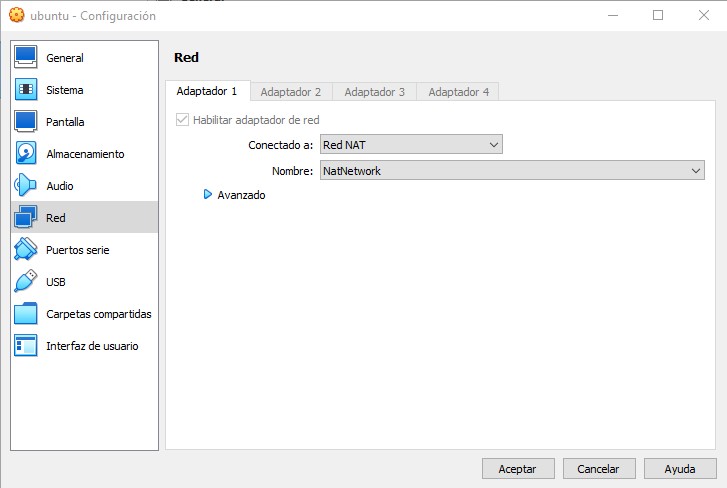 ubuntu - Configuración
General
Sistema
Pantalla
Almacenamiento
Audio
Red
Puertos serie
USB
Carpetas compartidas
Interfaz de usuario
Red
Adaptador 1 Adaptador 2 Adaptador 3 Adaptador 4
Habilitar adaptador de red
Conectado a: Red NAT
Nombre: NatNetwork
Avanzado
Aceptar Cancelar Ayuda